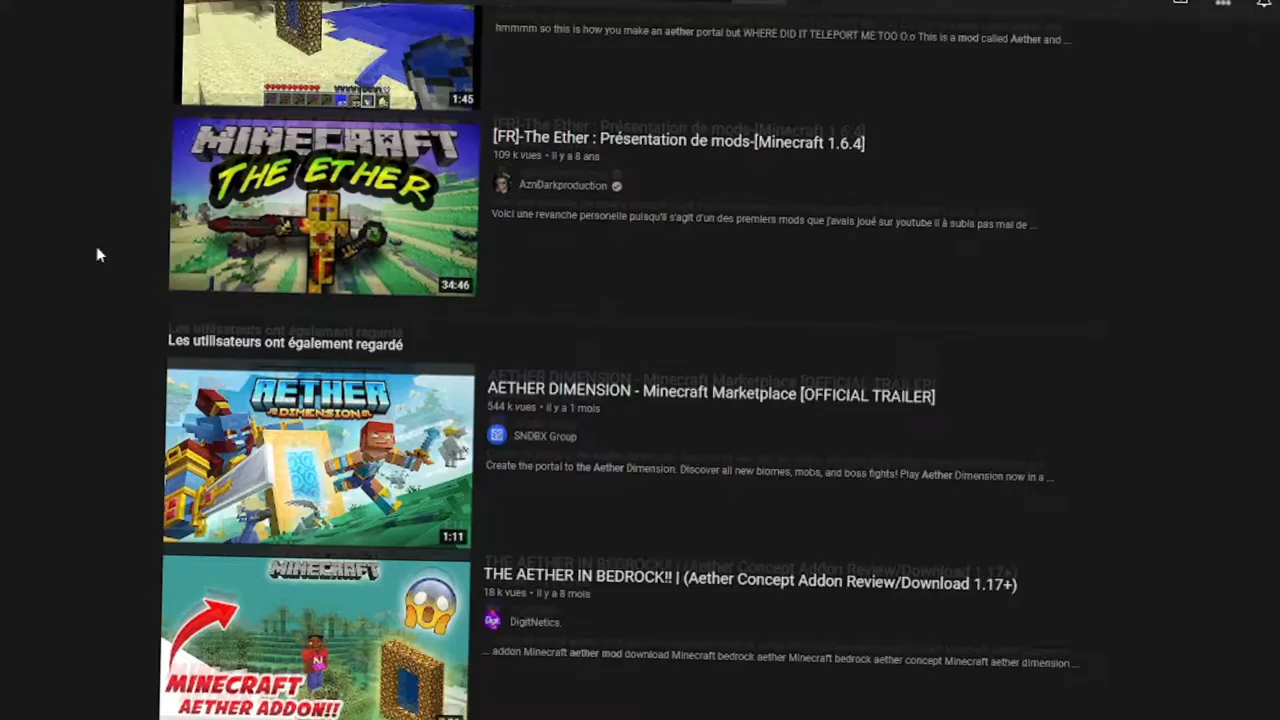 hmmmm so this is how you make an aether portal but WHERE DID IT TELEPORT ME TOO O.o This is a mod called Aether and ...
1:45
MINECRAFT
THE ETHER
34:46
[FR]-The Ether : Présentation de mods-[Minecraft 1.6.4]
109 k vues • il y a 8 ans
AznDarkproduction
Voici une revanche personelle puisqu'il s'agit d'un des premiers mods que j'avais joué sur youtube il à subis pas mal de ...
Les utilisateurs ont également regardé
AETHER
DIMENSION
1:11
AETHER DIMENSION - Minecraft Marketplace [OFFICIAL TRAILER]
544 k vues • il y a 1 mois
SNDBX Group
Create the portal to the Aether Dimension. Discover all new biomes, mobs, and boss fights! Play Aether Dimension now in a ...
MINECRAFT
MINECRAFT
AETHER ADDON!!
THE AETHER IN BEDROCK!! | (Aether Concept Addon Review/Download 1.17+)
18 k vues • il y a 8 mois
DigitNetics.
... addon Minecraft aether mod download Minecraft bedrock aether Minecraft bedrock aether concept Minecraft aether dimension ...